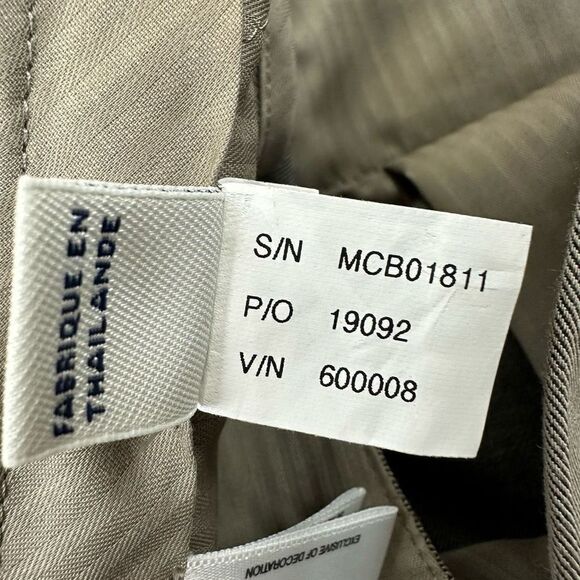 FABRIQUE EN
THAILANDE
S/N MCB01811
P/O 19092
V/N 600008
EXCLUSIVE OF DECORATION